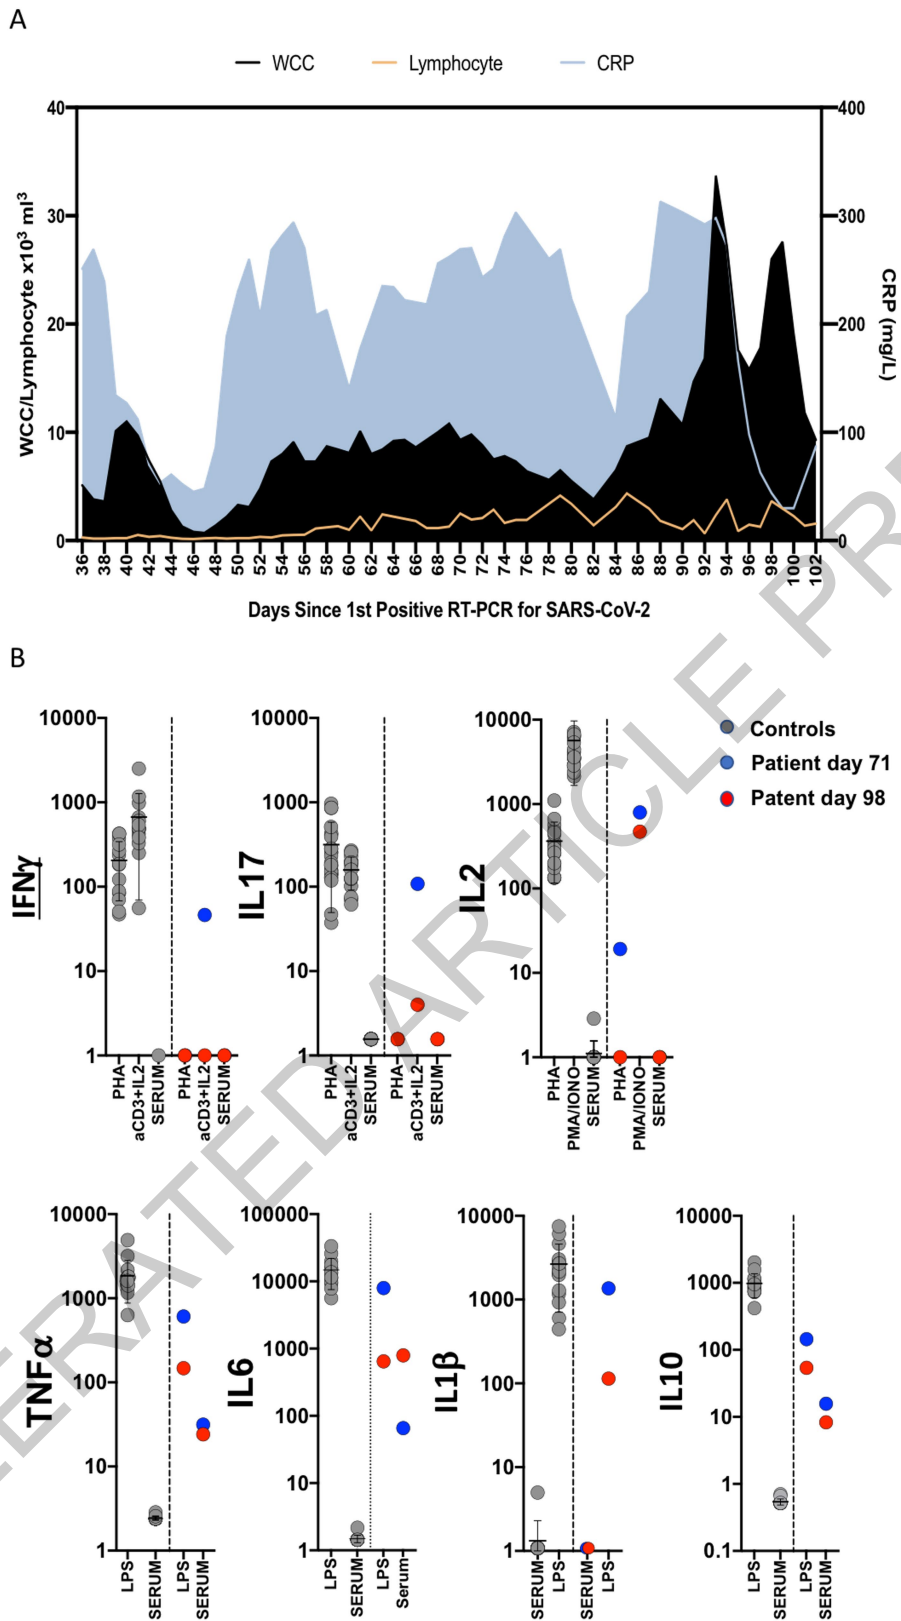 A
WCC Lymphocyte CRP
40 400
30 300
20 200
10 100
0 0
WCC/Lymphocyte x10³ ml³
CRP (mg/L)
36 38 40 42 44 46 48 50 52 54 56 58 60 62 64 66 68 70 72 74 76 78 80 82 84 86 88 90 92 94 96 98 100 102
Days Since 1st Positive RT-PCR for SARS-CoV-2
B
IFNγ
10000
1000
100
10
1
PHA aCD3+IL2 SERUM PHA aCD3+IL2 SERUM
IL17
10000
1000
100
10
1
PHA aCD3+IL2 SERUM PHA aCD3+IL2 SERUM
IL2
10000
1000
100
10
1
PHA PMA/IONO SERUM PHA PMA/IONO SERUM
Controls
Patient day 71
Patent day 98
TNFα
10000
1000
100
10
1
LPS SERUM LPS SERUM
IL6
100000
10000
1000
100
10
1
LPS SERUM LPS Serum
IL1β
10000
1000
100
10
1
SERUM LPS SERUM LPS
IL10
10000
1000
100
10
1
0.1
LPS SERUM LPS SERUM
ERATED ARTICLE PR